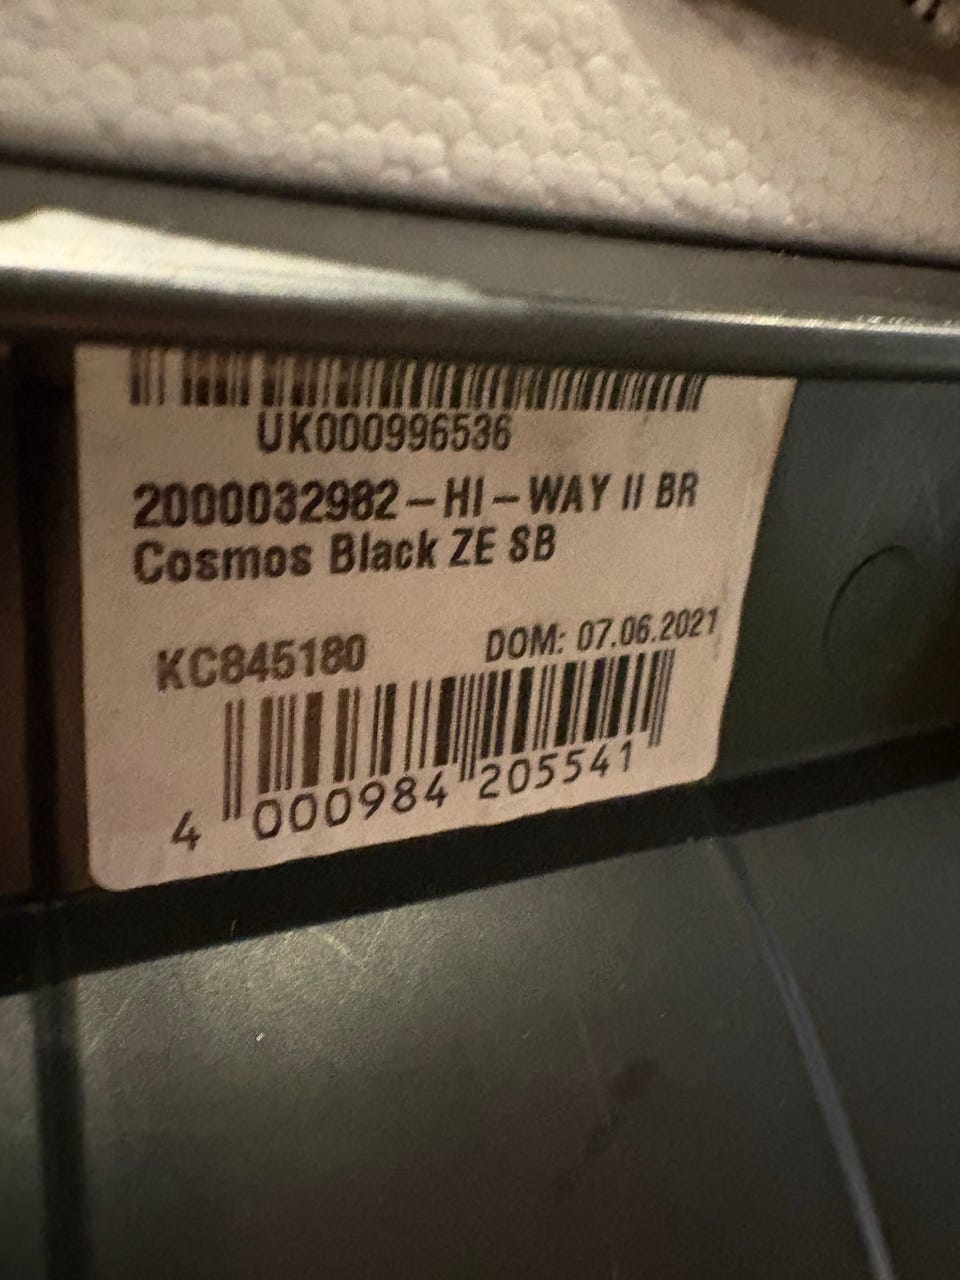 UK000996536
2000032982-HI-WAY II BR
Cosmos Black ZE SB
KC845180 DOM: 07.06.2021
4 000984 205541